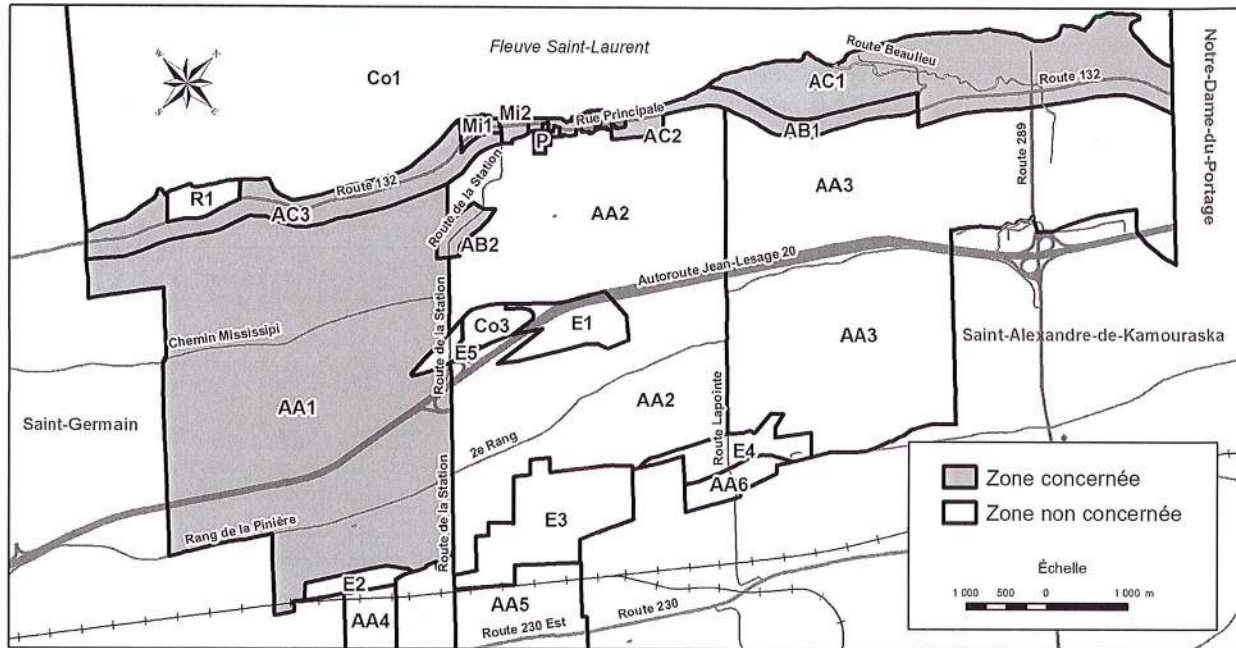 Fleuve Saint-Laurent
Co1
Route Beaulieu
AC1
Route 132
Notre-Dame-du-Portage
Mi1
Mi2
Rue Principale
P
AC2
AB1
Route 289
R1
Route 132
AC3
Route de la Station
AB2
AA2
AA3
Autoroute Jean-Lesage 20
Chemin Mississipi
Route de la Station
Co3
E5
E1
AA3
Saint-Alexandre-de-Kamouraska
Saint-Germain
AA1
AA2
2e Rang
Route Lapointe
E4
AA6
Rang de la Pinière
Route de la Station
E3
E2
AA4
AA5
Route 230 Est
Route 230
Zone concernée
Zone non concernée
Échelle
1 000 500 0 1 000 m
N
E
S
W